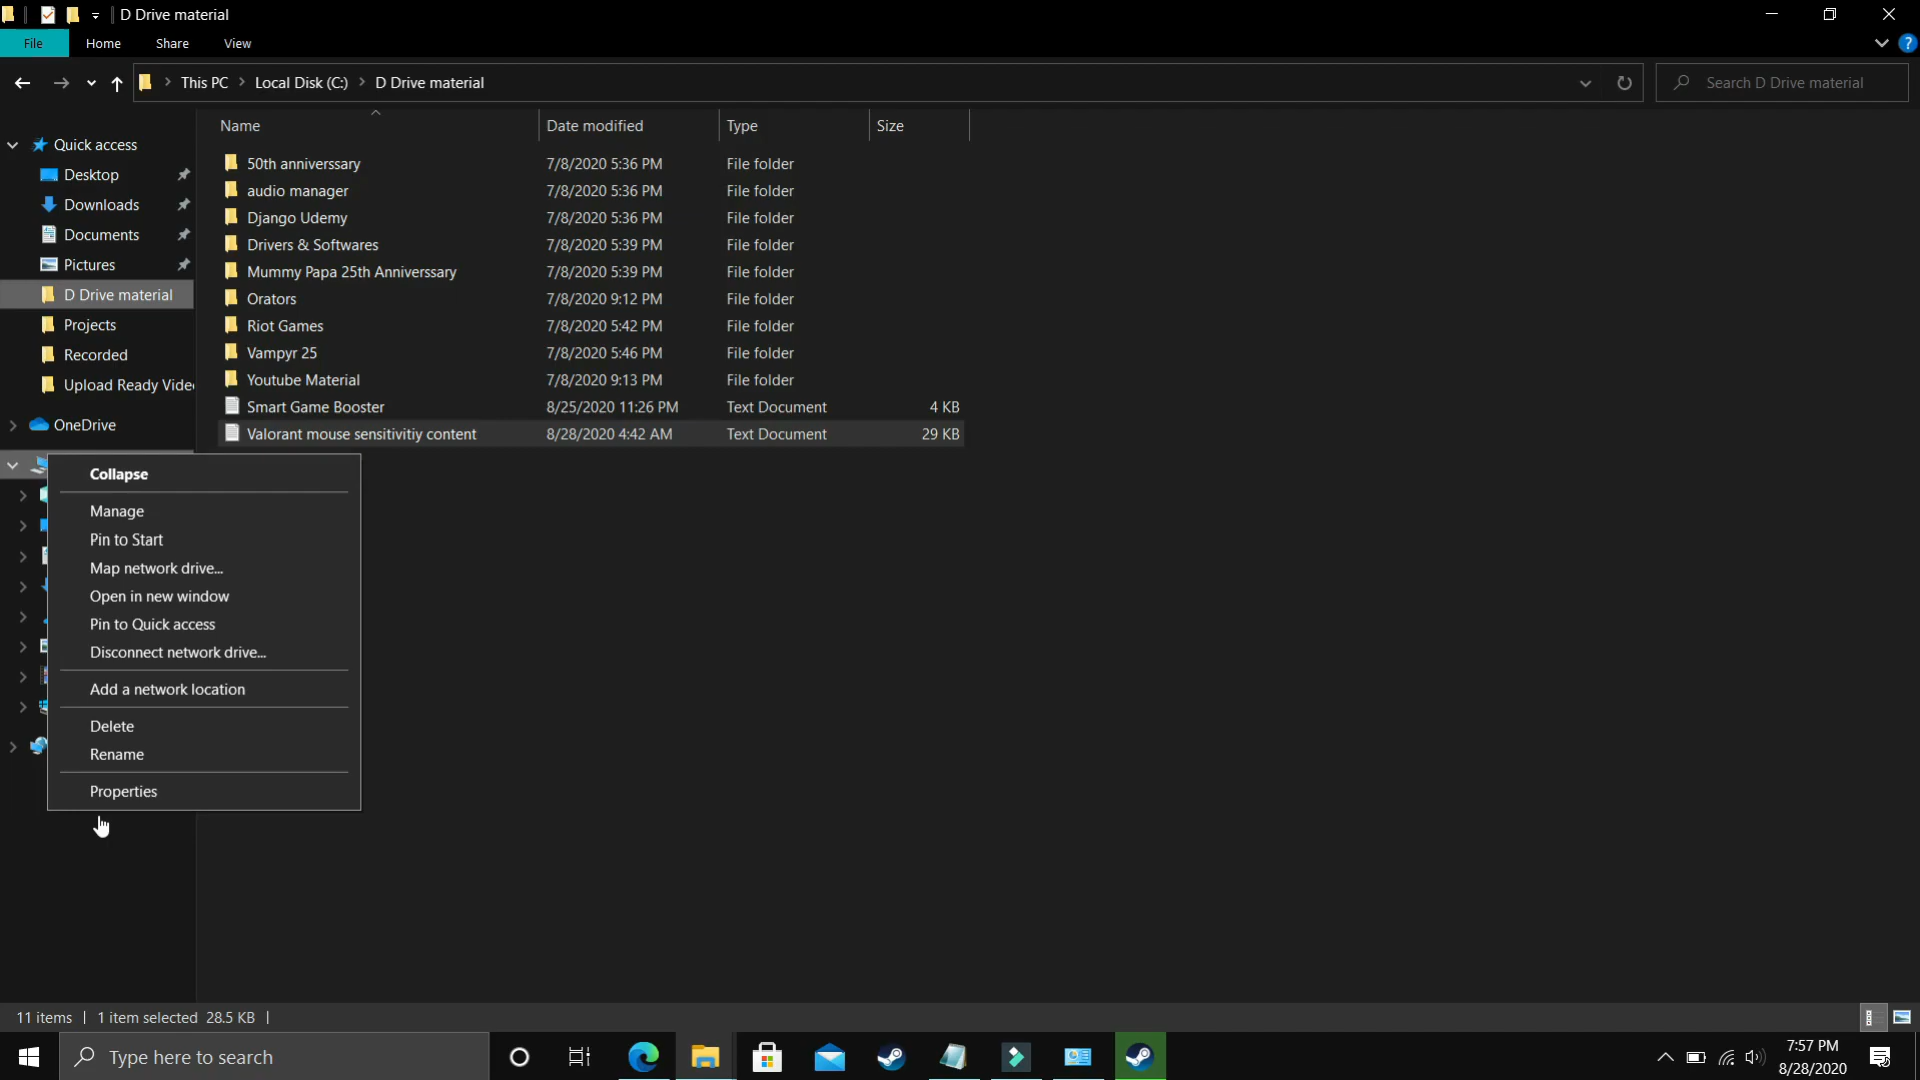 D Drive material
File Home Share View
This PC Local Disk (C:) D Drive material
Search D Drive material
Name Date modified Type Size
Quick access
Desktop
Downloads
Documents
Pictures
D Drive material
Projects
Recorded
Upload Ready Vide
OneDrive
50th anniverssary 7/8/2020 5:36 PM File folder
audio manager 7/8/2020 5:36 PM File folder
Django Udemy 7/8/2020 5:36 PM File folder
Drivers & Softwares 7/8/2020 5:39 PM File folder
Mummy Papa 25th Anniverssary 7/8/2020 5:39 PM File folder
Orators 7/8/2020 9:12 PM File folder
Riot Games 7/8/2020 5:42 PM File folder
Vampyr 25 7/8/2020 5:46 PM File folder
Youtube Material 7/8/2020 9:13 PM File folder
Smart Game Booster 8/25/2020 11:26 PM Text Document 4 KB
Valorant mouse sensitivitiy content 8/28/2020 4:42 AM Text Document 29 KB
Collapse
Manage
Pin to Start
Map network drive...
Open in new window
Pin to Quick access
Disconnect network drive...
Add a network location
Delete
Rename
Properties
11 items 1 item selected 28.5 KB
Type here to search
7:57 PM
8/28/2020